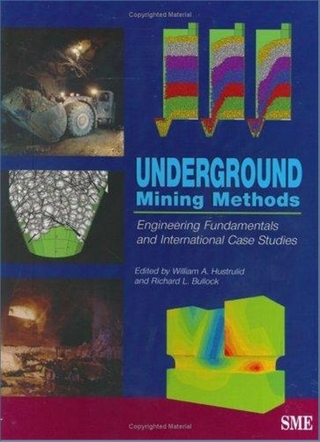 Copyrighted Material
UNDERGROUND
Mining Methods
Engineering Fundamentals
and International Case Studies
Edited by William A. Hustrulid
and Richard L. Bullock
SME
Copyrighted Material